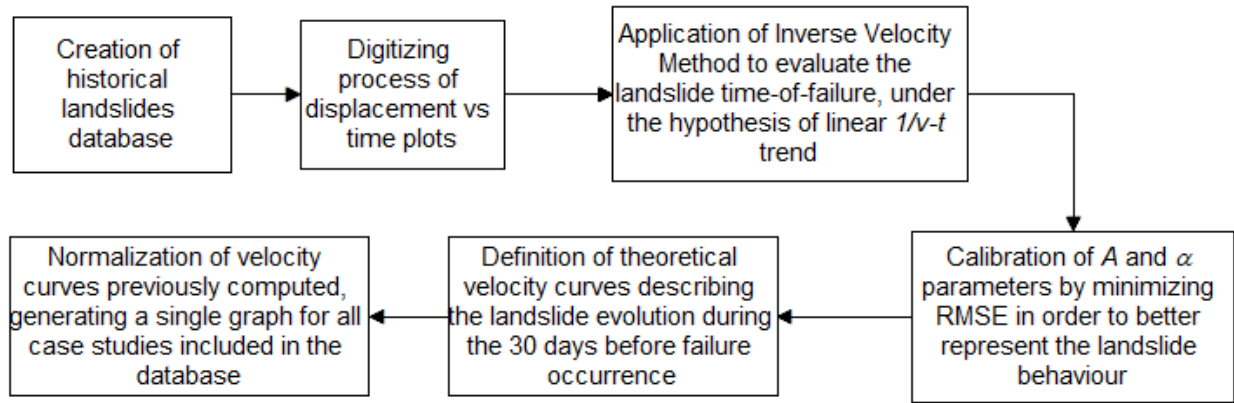 Creation of
historical
landslides
database
Digitizing
process of
displacement vs
time plots
Application of Inverse Velocity
Method to evaluate the
landslide time-of-failure, under
the hypothesis of linear 1/v-t
trend
Calibration of A and α
parameters by minimizing
RMSE in order to better
represent the landslide
behaviour
Definition of theoretical
velocity curves describing
the landslide evolution during
the 30 days before failure
occurrence
Normalization of velocity
curves previously computed,
generating a single graph for all
case studies included in the
database